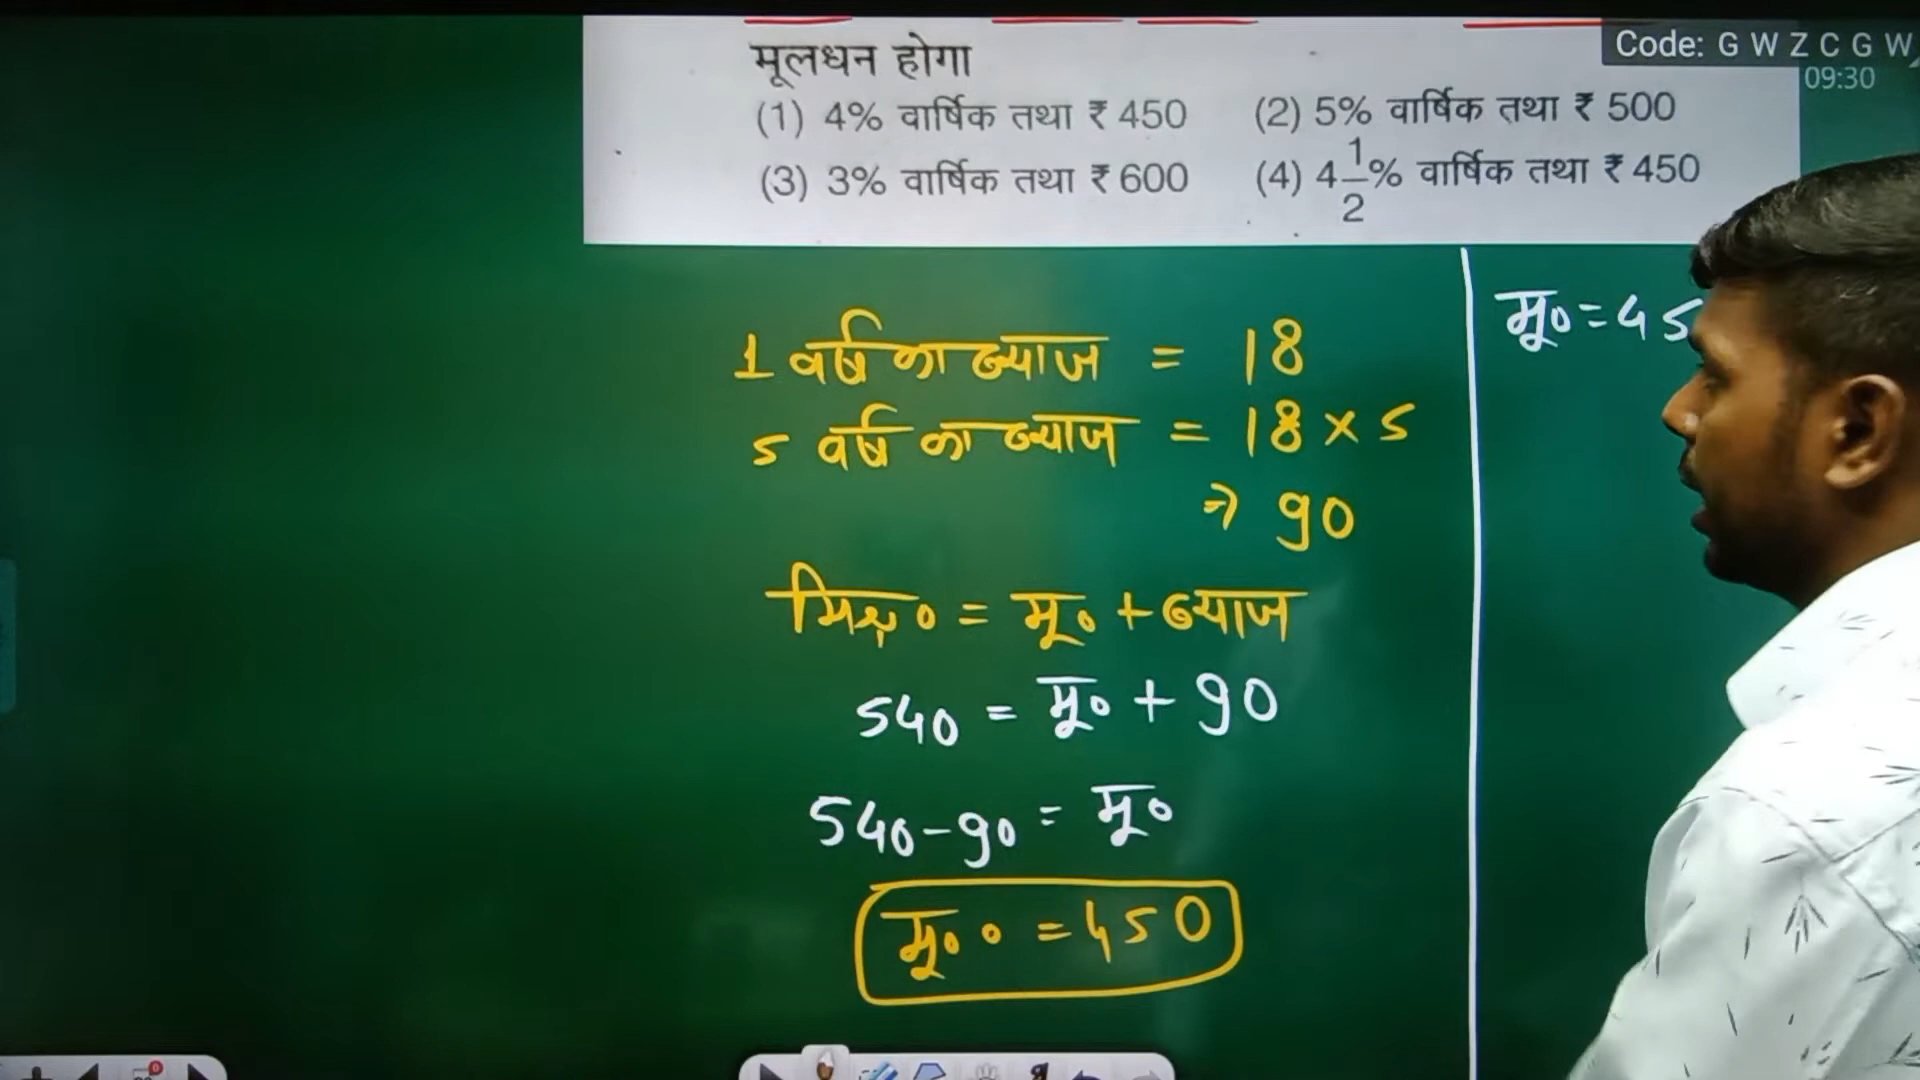 Code: G W Z C G W
09:30
मूलधन होगा
(1) 4% वार्षिक तथा ₹ 450 (2) 5% वार्षिक तथा ₹ 500
(3) 3% वार्षिक तथा ₹ 600 (4) 4 1/2 % वार्षिक तथा ₹ 450
1 वर्ष का ब्याज = 18
5 वर्ष का ब्याज = 18 × 5
⇒ 90
मिश्र० = मू० + ब्याज
540 = मू० + 90
540 - 90 = मू०
मू०० = 450
मू० = 45